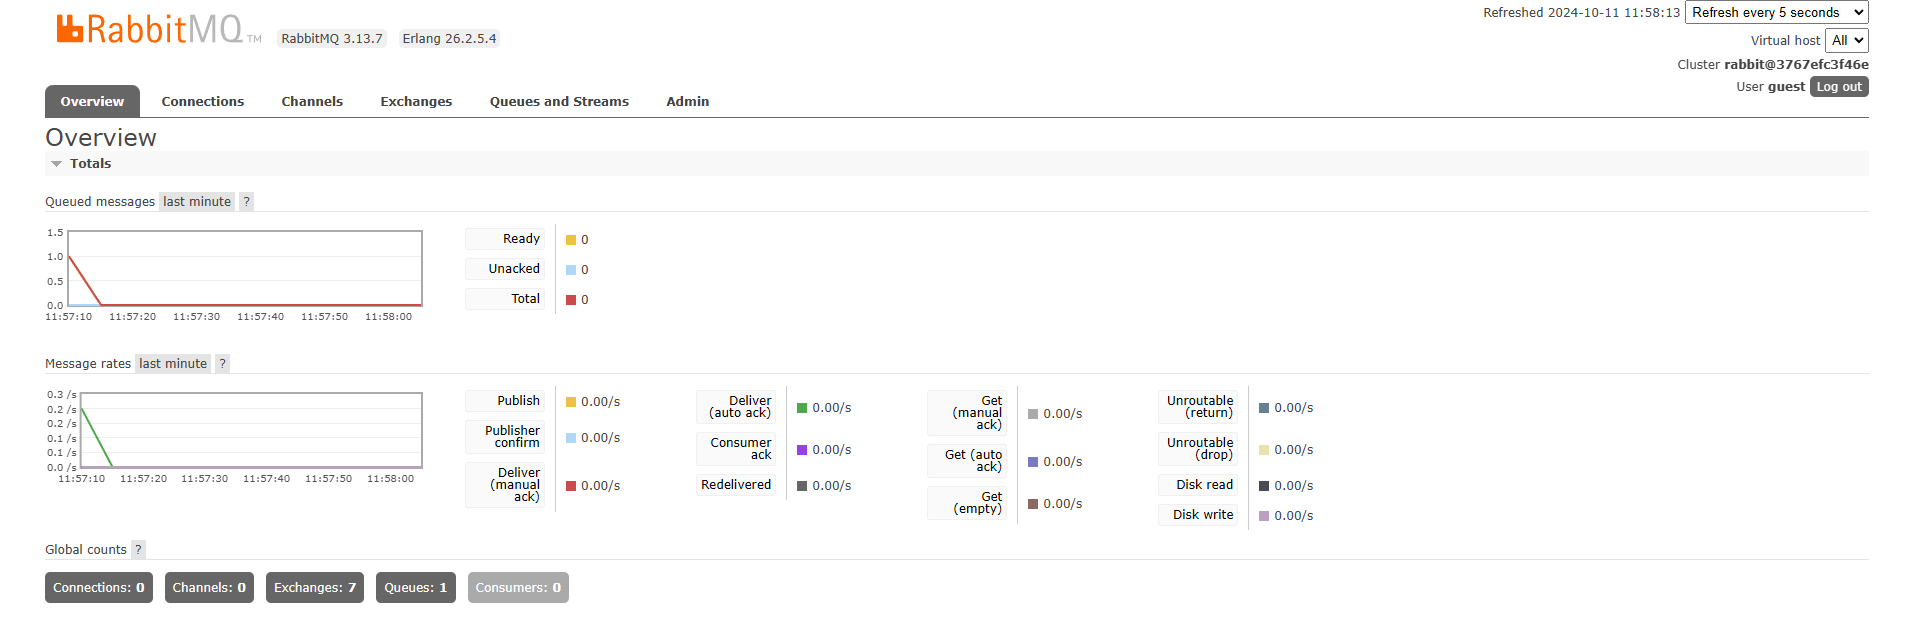 RabbitMQ TM RabbitMQ 3.13.7 Erlang 26.2.5.4
Refreshed 2024-10-11 11:58:13 Refresh every 5 seconds
Virtual host All
Cluster rabbit@3767efc3f46e
User guest Log out
Overview Connections Channels Exchanges Queues and Streams Admin
Overview
Totals
Queued messages last minute ?
1.5
1.0
0.5
0.0
11:57:10 11:57:20 11:57:30 11:57:40 11:57:50 11:58:00
Ready 0
Unacked 0
Total 0
Message rates last minute ?
0.3 /s
0.2 /s
0.2 /s
0.1 /s
0.1 /s
0.0 /s
11:57:10 11:57:20 11:57:30 11:57:40 11:57:50 11:58:00
Publish 0.00/s
Publisher
confirm 0.00/s
Deliver
(manual
ack) 0.00/s
Deliver
(auto ack) 0.00/s
Consumer
ack 0.00/s
Redelivered 0.00/s
Get
(manual
ack) 0.00/s
Get (auto
ack) 0.00/s
Get
(empty) 0.00/s
Unroutable
(return) 0.00/s
Unroutable
(drop) 0.00/s
Disk read 0.00/s
Disk write 0.00/s
Global counts ?
Connections: 0 Channels: 0 Exchanges: 7 Queues: 1 Consumers: 0